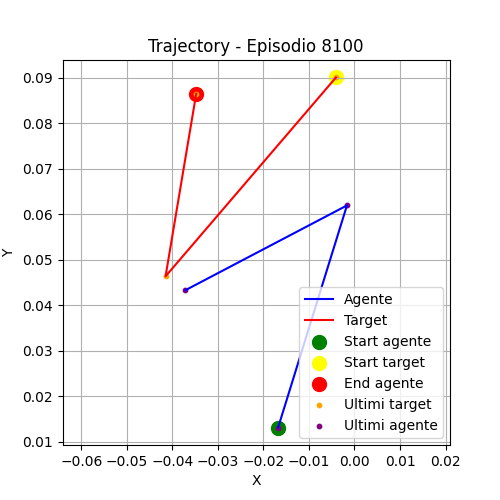 Trajectory - Episodio 8100
0.09
0.08
0.07
0.06
0.05
0.04
0.03
0.02
0.01
Y
Agente
Target
Start agente
Start target
End agente
Ultimi target
Ultimi agente
−0.06 −0.05 −0.04 −0.03 −0.02 −0.01 0.00 0.01 0.02
X